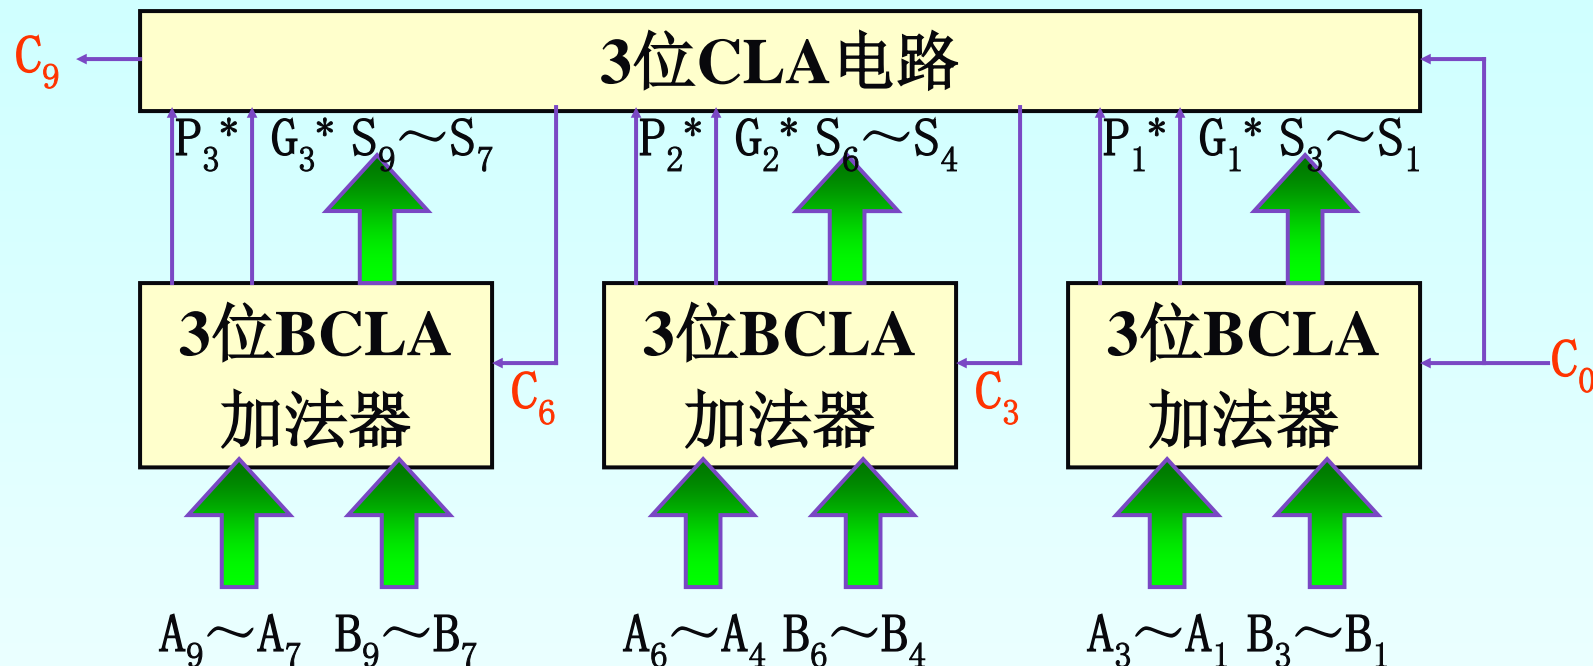 C₉ 3位CLA电路
P₃* G₃* S₉～S₇ P₂* G₂* S₆～S₄ P₁* G₁* S₃～S₁
3位BCLA 3位BCLA 3位BCLA
加法器 C₆ 加法器 C₃ 加法器 C₀
A₉～A₇ B₉～B₇ A₆～A₄ B₆～B₄ A₃～A₁ B₃～B₁